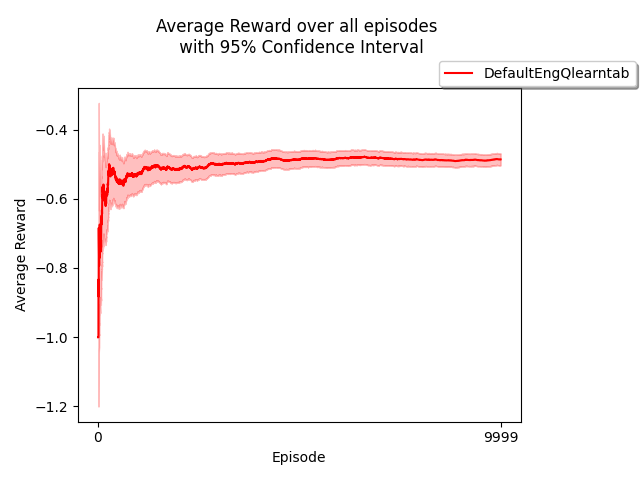 Average Reward over all episodes
with 95% Confidence Interval
DefaultEngQlearntab
Average Reward
−0.4
−0.6
−0.8
−1.0
−1.2
0
9999
Episode